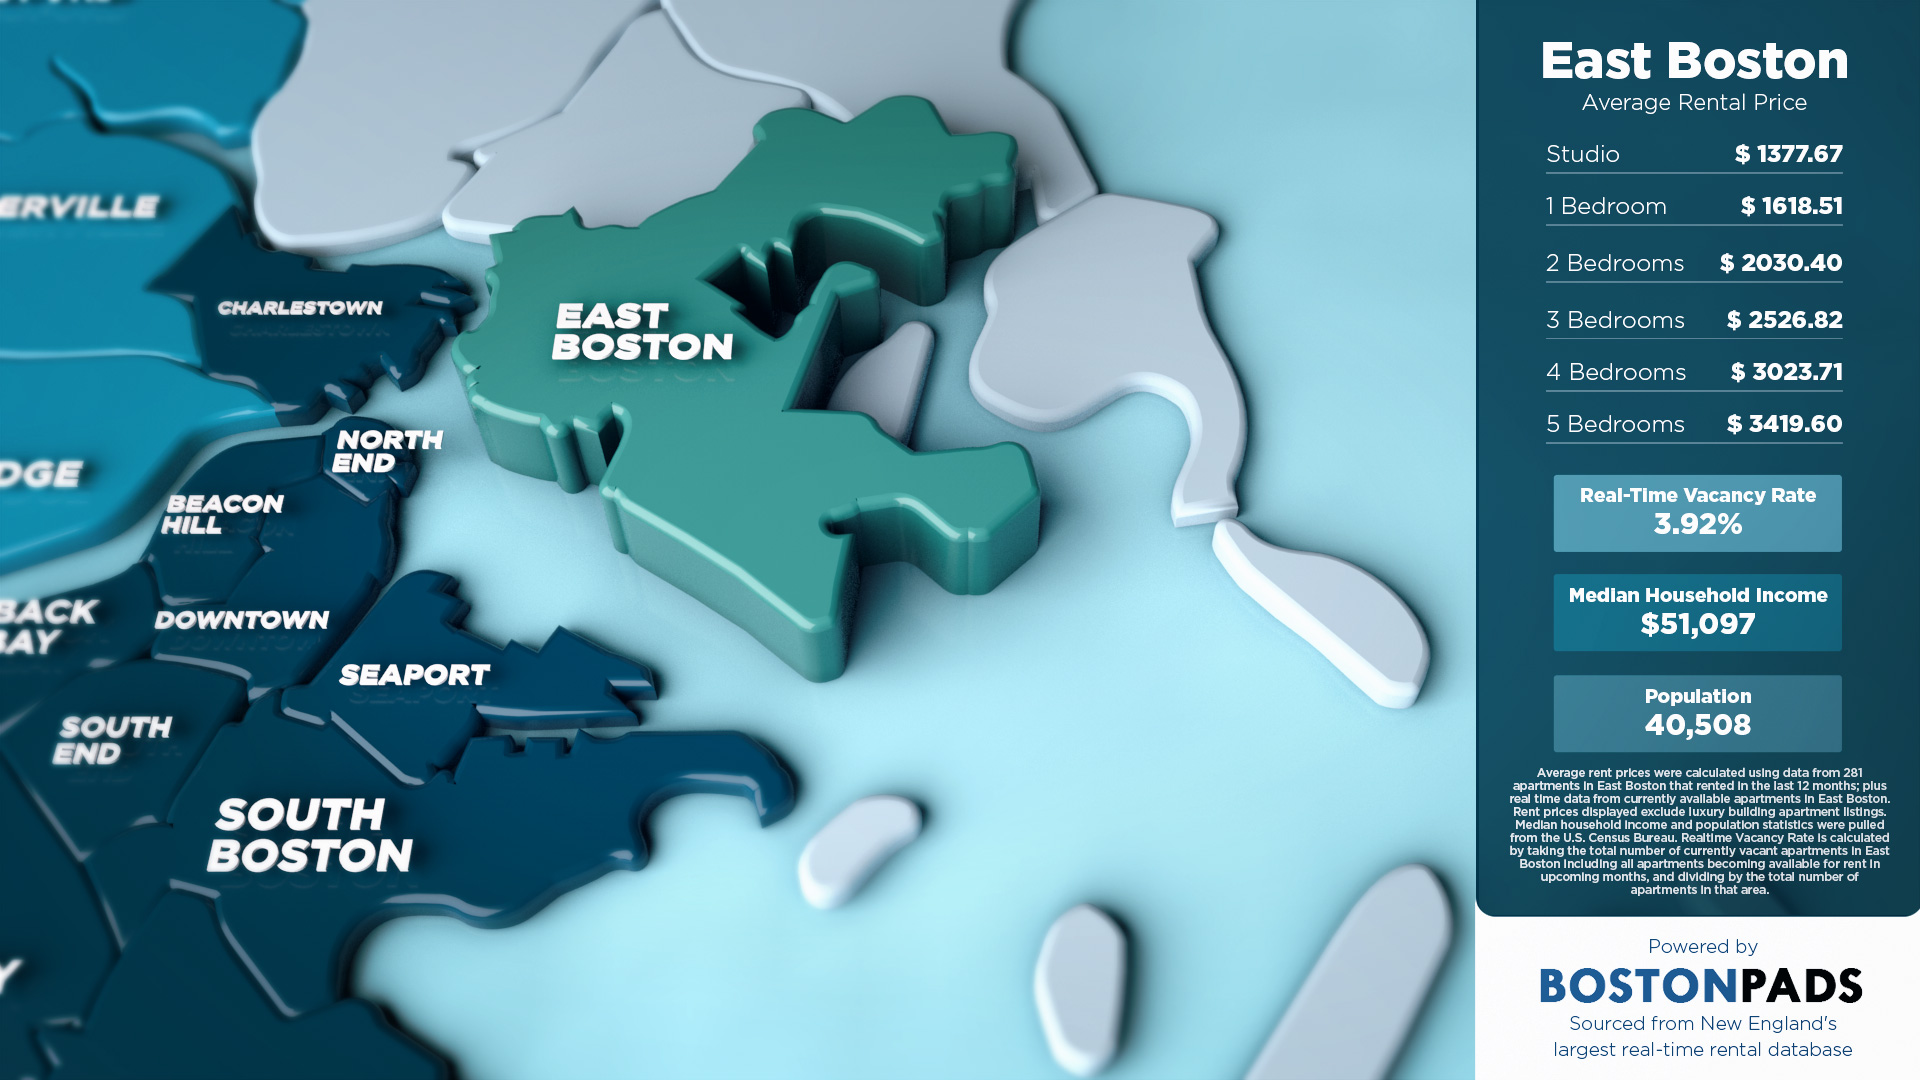 ERVILLE
CHARLESTOWN
EAST
BOSTON
NORTH
END
DGE
BEACON
HILL
BACK
BAY
DOWNTOWN
SEAPORT
SOUTH
END
SOUTH
BOSTON
Y
East Boston
Average Rental Price
Studio $ 1377.67
1 Bedroom $ 1618.51
2 Bedrooms $ 2030.40
3 Bedrooms $ 2526.82
4 Bedrooms $ 3023.71
5 Bedrooms $ 3419.60
Real-Time Vacancy Rate
3.92%
Median Household Income
$51,097
Population
40,508
Average rent prices were calculated using data from 281
apartments in East Boston that rented in the last 12 months; plus
real time data from currently available apartments in East Boston.
Rent prices displayed exclude luxury building apartment listings.
Median household income and population statistics were pulled
from the U.S. Census Bureau. Realtime Vacancy Rate is calculated
by taking the total number of currently vacant apartments in East
Boston including all apartments becoming available for rent in
upcoming months, and dividing by the total number of
apartments in that area.
Powered by
BOSTONPADS
Sourced from New England's
largest real-time rental database